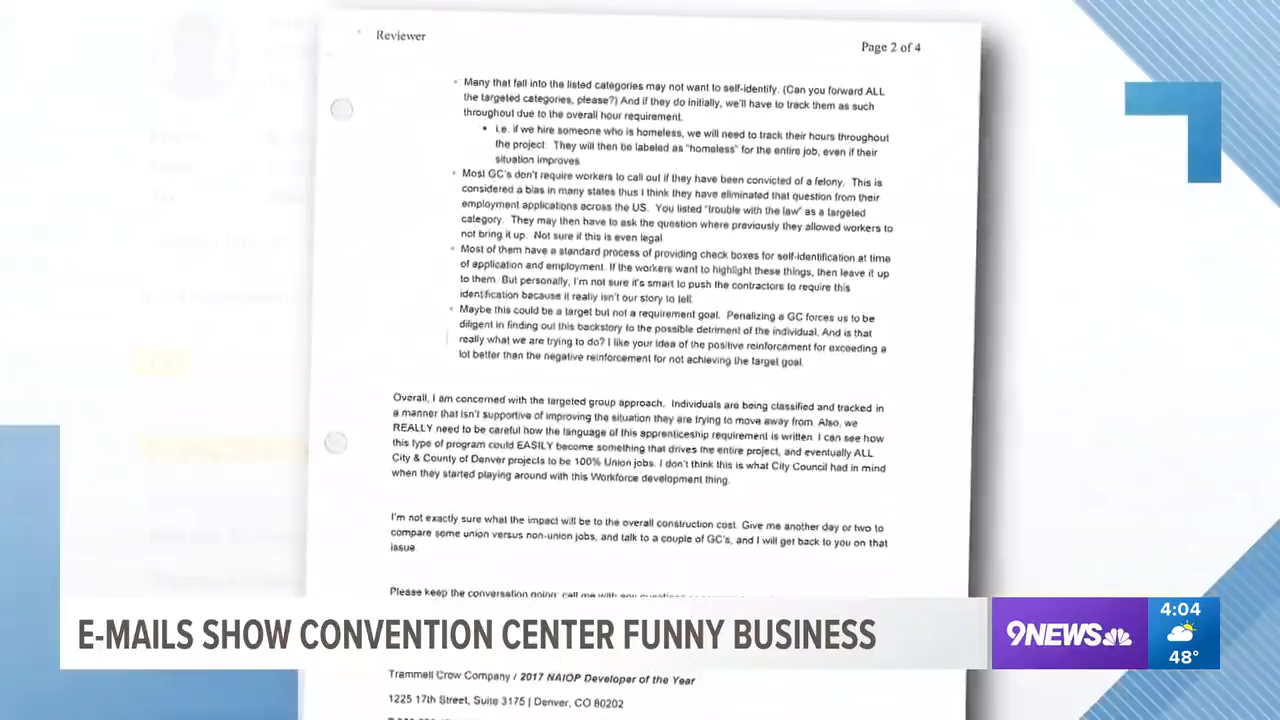 Reviewer
Page 2 of 4
Many that fall into the listed categories may not want to self-identify. (Can you forward ALL
the targeted categories, please?) And if they do initially, we'll have to track them as such
throughout due to the overall hour requirement.
i.e. if we hire someone who is homeless, we will need to track their hours throughout
the project. They will then be labeled as "homeless" for the entire job, even if their
situation improves
Most GC's don't require workers to call out if they have been convicted of a felony. This is
considered a bias in many states thus I think they have eliminated that question from their
employment applications across the US. You listed "trouble with the law" as a targeted
category. They may then have to ask the question where previously they allowed workers to
not bring it up. Not sure if this is even legal.
Most of them have a standard process of providing check boxes for self-identification at time
of application and employment. If the workers want to highlight these things, then leave it up
to them. But personally, I'm not sure it's smart to push the contractors to require this
identification because it really isn't our story to tell.
Maybe this could be a target but not a requirement goal. Penalizing a GC forces us to be
diligent in finding out this backstory to the possible detriment of the individual. And is that
really what we are trying to do? I like your idea of the positive reinforcement for exceeding a
lot better than the negative reinforcement for not achieving the target goal.
Overall, I am concerned with the targeted group approach. Individuals are being classified and tracked in
a manner that isn't supportive of improving the situation they are trying to move away from. Also, we
REALLY need to be careful how the language of this apprenticeship requirement is written. I can see how
this type of program could EASILY become something that drives the entire project, and eventually ALL
City & County of Denver projects to be 100% Union jobs. I don't think this is what City Council had in mind
when they started playing around with this Workforce development thing.
I'm not exactly sure what the impact will be to the overall construction cost. Give me another day or two to
compare some union versus non-union jobs, and talk to a couple of GC's, and I will get back to you on that
issue.
Please keep the conversation going; call me with any questions
E-MAILS SHOW CONVENTION CENTER FUNNY BUSINESS
9NEWS
4:04
48°
Trammell Crow Company / 2017 NAIOP Developer of the Year
1225 17th Street, Suite 3175 | Denver, CO 80202